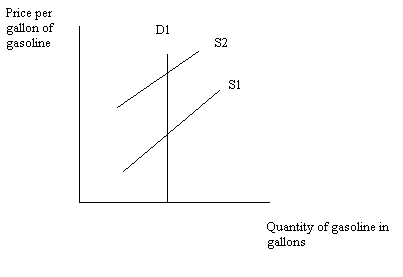 Price per
gallon of
gasoline
D1
S2
S1
Quantity of gasoline in
gallons